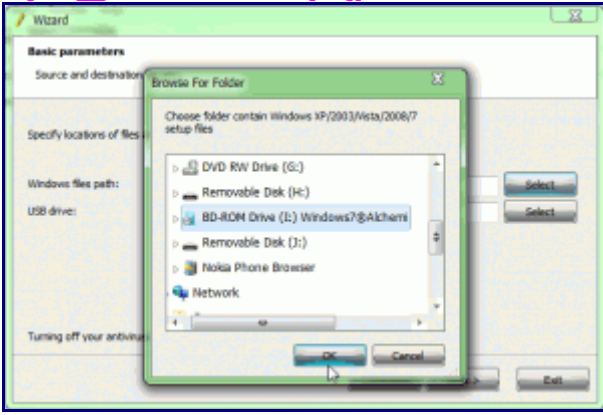 Wizard
Basic parameters
Source and destination
Browse For Folder
Choose folder contain Windows XP/2003/Vista/2008/7
setup files
Specify locations of files
DVD RW Drive (G:)
Removable Disk (H:)
Windows files path:
Select
BD-ROM Drive (I:) Windows7@Alchemi
USB drive:
Select
Removable Disk (J:)
Nokia Phone Browser
Network
Turning off your antivirus
OK
Cancel
>
Exit